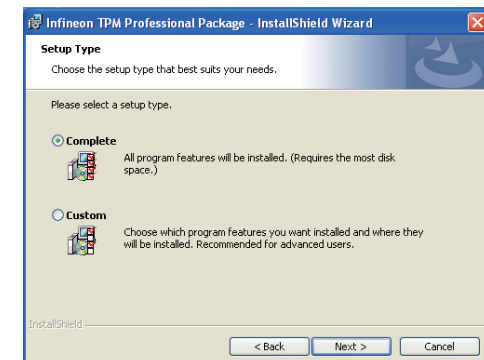 Infineon TPM Professional Package - InstallShield Wizard
Setup Type
Choose the setup type that best suits your needs.
Please select a setup type.
Complete
All program features will be installed. (Requires the most disk
space.)
Custom
Choose which program features you want installed and where they
will be installed. Recommended for advanced users.
InstallShield
< Back Next > Cancel